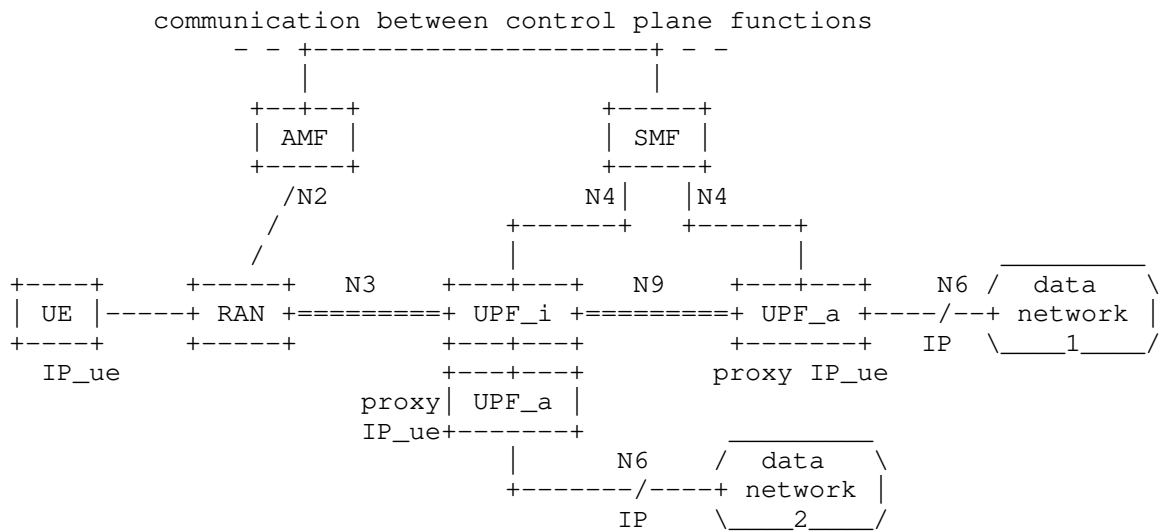 communication between control plane functions
AMF SMF
N2 N4 N4
N3 N9 N6 data
UE RAN UPF_i UPF_a network
IP 1
IP_ue proxy IP_ue
proxy UPF_a
IP_ue
N6 data
network
IP 2